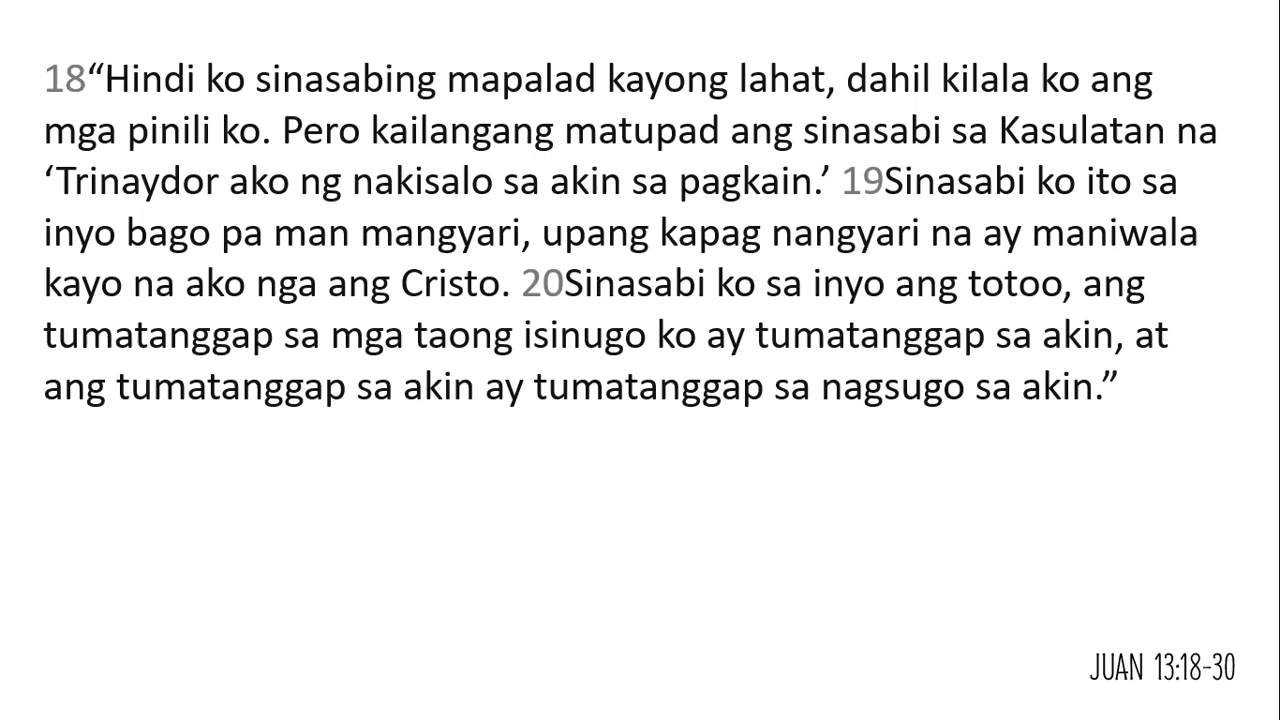 18“Hindi ko sinasabing mapalad kayong lahat, dahil kilala ko ang
mga pinili ko. Pero kailangang matupad ang sinasabi sa Kasulatan na
‘Trinaydor ako ng nakisalo sa akin sa pagkain.’ 19Sinasabi ko ito sa
inyo bago pa man mangyari, upang kapag nangyari na ay maniwala
kayo na ako nga ang Cristo. 20Sinasabi ko sa inyo ang totoo, ang
tumatanggap sa mga taong isinugo ko ay tumatanggap sa akin, at
ang tumatanggap sa akin ay tumatanggap sa nagsugo sa akin.”
JUAN 13:18-30